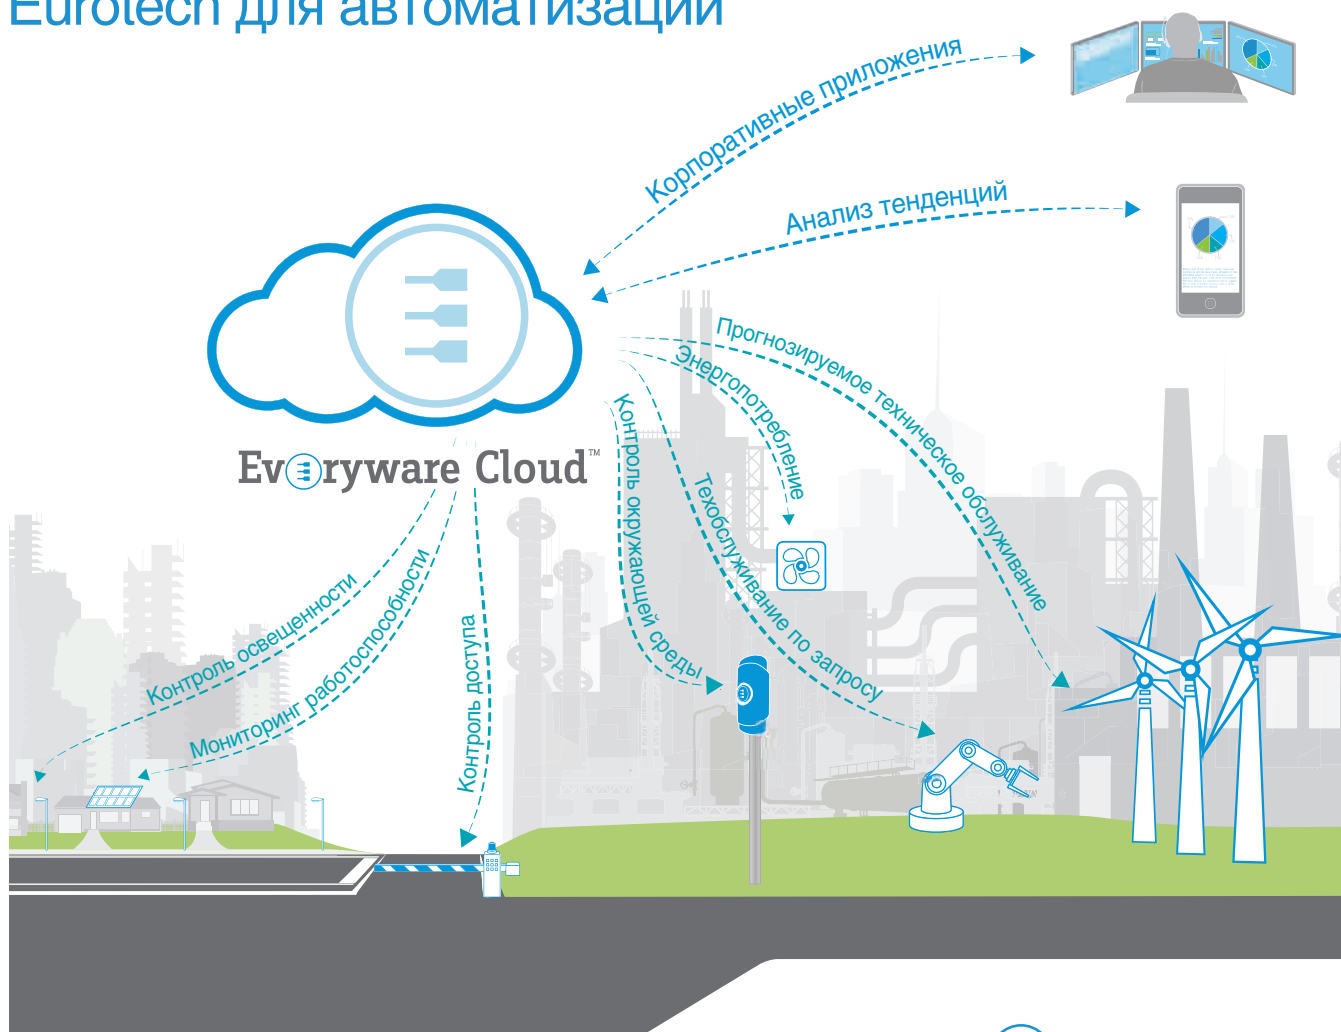 Eurotech для автоматизации
Корпоративные приложения
Анализ тенденций
Прогнозируемое техническое обслуживание
Энергопотребление
Контроль окружающей среды
Техобслуживание по запросу
Everyware Cloud™
Контроль освещенности
Мониторинг работоспособности
Контроль доступа